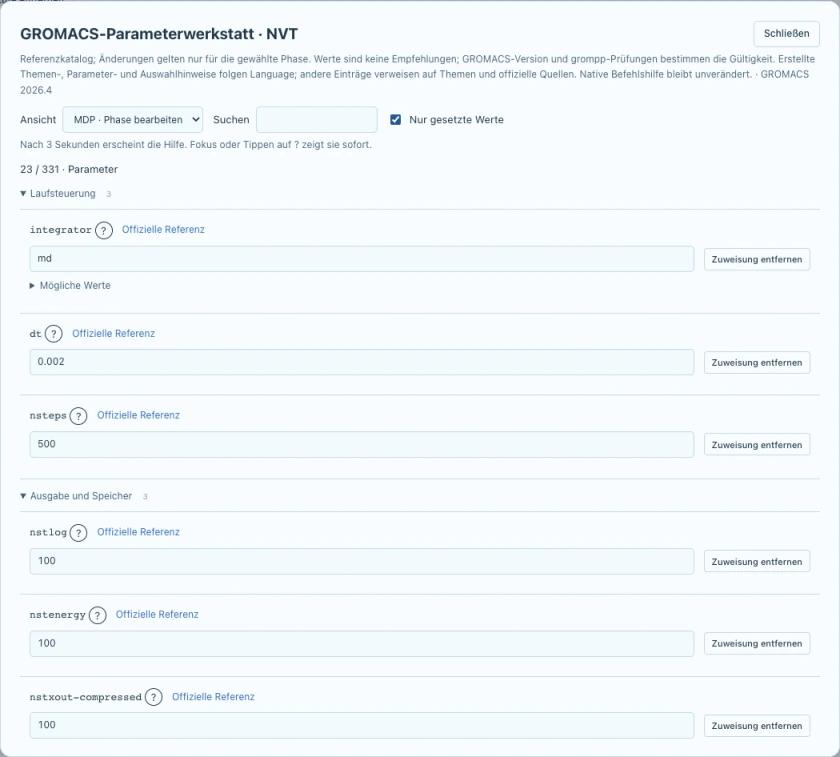 GROMACS-Parameterwerkstatt · NVT
Schließen
Referenzkatalog; Änderungen gelten nur für die gewählte Phase. Werte sind keine Empfehlungen; GROMACS-Version und grompp-Prüfungen bestimmen die Gültigkeit. Erstellte
Themen-, Parameter- und Auswahlhinweise folgen Language; andere Einträge verweisen auf Themen und offizielle Quellen. Native Befehlshilfe bleibt unverändert. · GROMACS
2026.4
Ansicht MDP · Phase bearbeiten Suchen Nur gesetzte Werte
Nach 3 Sekunden erscheint die Hilfe. Fokus oder Tippen auf ? zeigt sie sofort.
23 / 331 · Parameter
▼ Laufsteuerung 3
integrator ? Offizielle Referenz
md Zuweisung entfernen
▶ Mögliche Werte
dt ? Offizielle Referenz
0.002 Zuweisung entfernen
nsteps ? Offizielle Referenz
500 Zuweisung entfernen
▼ Ausgabe und Speicher 3
nstlog ? Offizielle Referenz
100 Zuweisung entfernen
nstenergy ? Offizielle Referenz
100 Zuweisung entfernen
nstxout-compressed ? Offizielle Referenz
100 Zuweisung entfernen